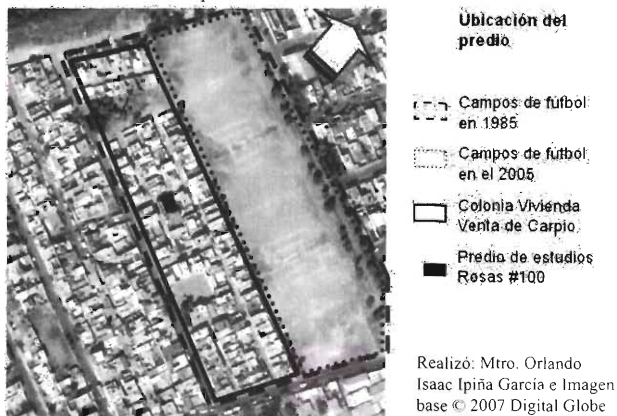 Ubicación del
predio
Campos de fútbol
en 1985
Campos de fútbol
en el 2005
Colonia Vivienda
Venta de Carpio
Predio de estudios
Rosas #100
Realizó: Mtro. Orlando
Isaac Ipiña García e Imagen
base © 2007 Digital Globe